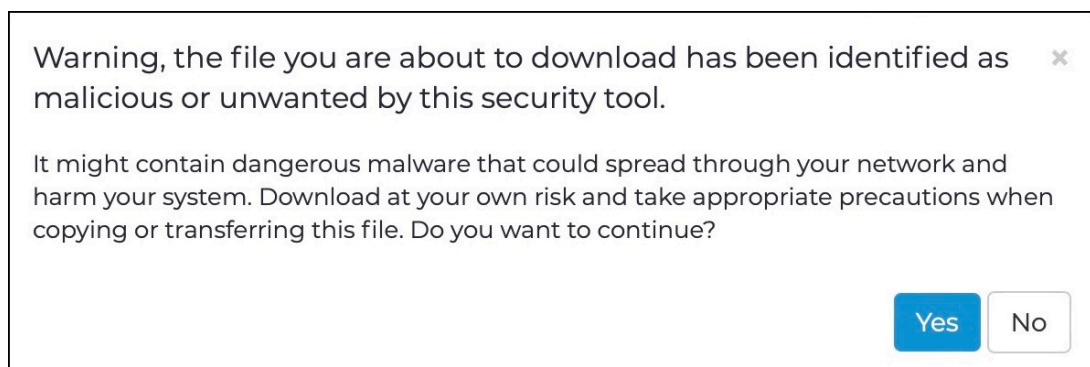 Warning, the file you are about to download has been identified as
malicious or unwanted by this security tool.
It might contain dangerous malware that could spread through your network and
harm your system. Download at your own risk and take appropriate precautions when
copying or transferring this file. Do you want to continue?
Yes
No